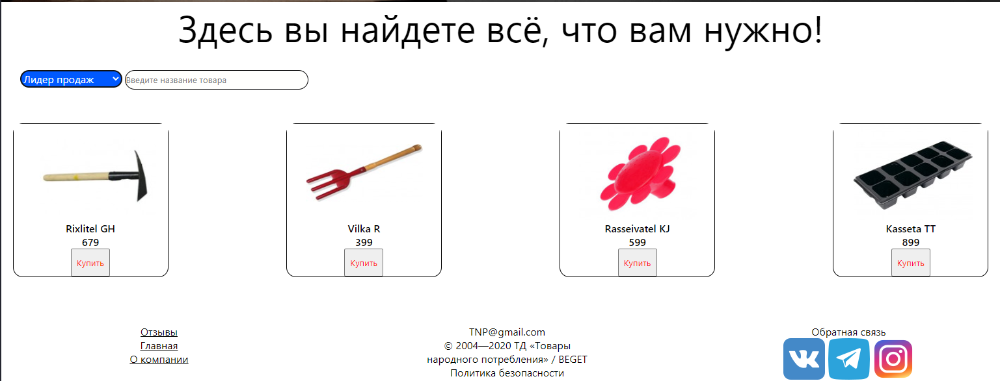 Здесь вы найдете всё, что вам нужно!
Лидер продаж
Введите название товара
Rixlitel GH
679
Купить
Vilka R
399
Купить
Rasseivatel KJ
599
Купить
Kasseta TT
899
Купить
Отзывы
Главная
О компании
TNP@gmail.com
© 2004—2020 ТД «Товары
народного потребления» / BEGET
Политика безопасности
Обратная связь